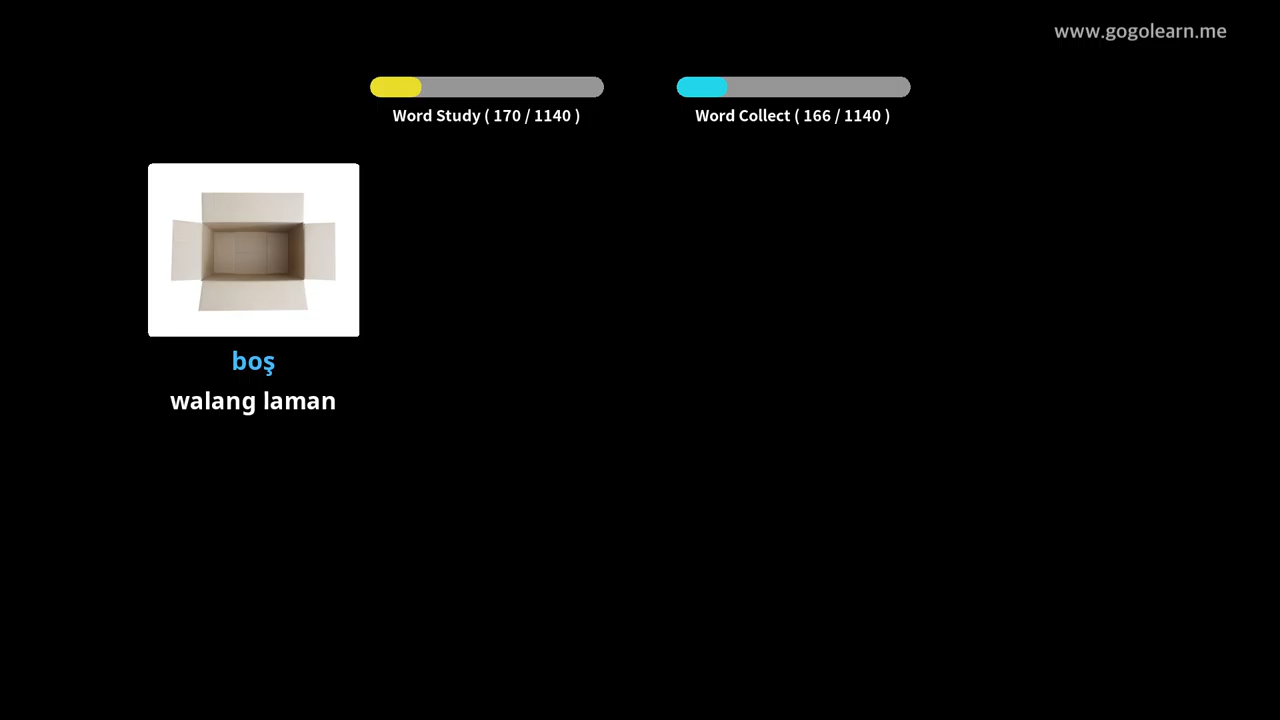 www.gogolearn.me
Word Study ( 170 / 1140 )
Word Collect ( 166 / 1140 )
boş
walang laman